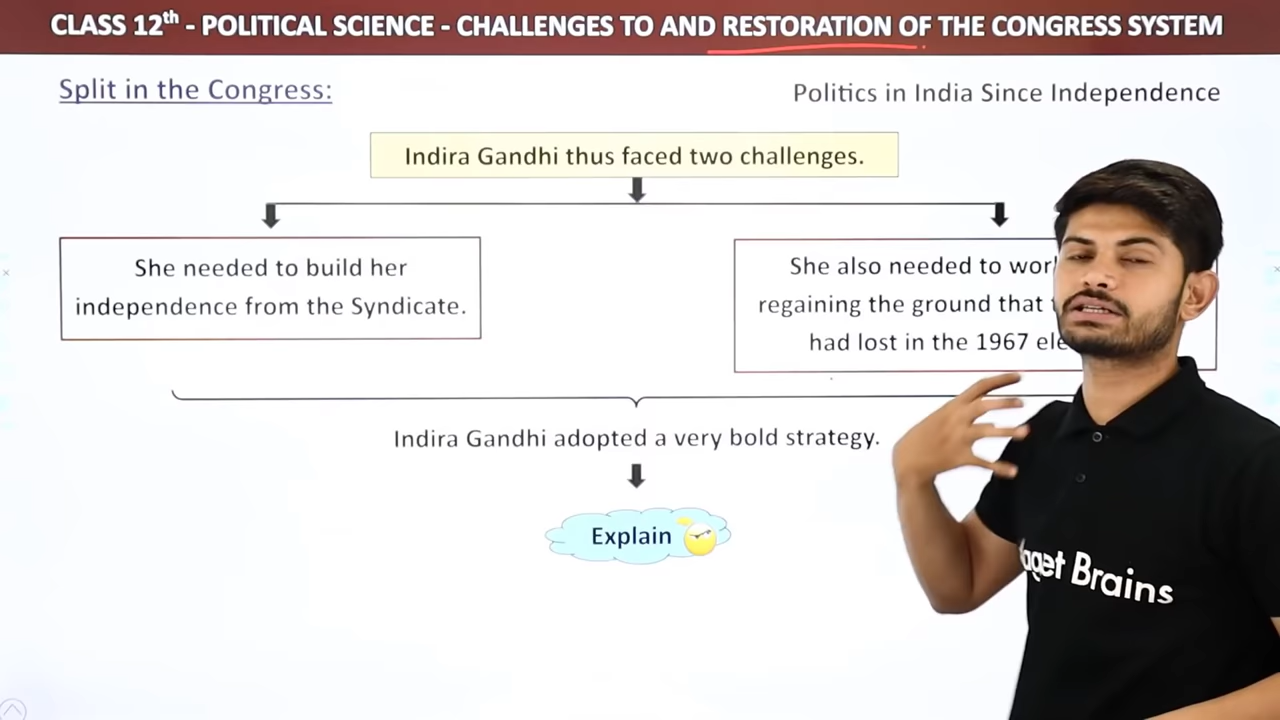 CLASS 12th - POLITICAL SCIENCE - CHALLENGES TO AND RESTORATION OF THE CONGRESS SYSTEM
Split in the Congress:
Politics in India Since Independence
Indira Gandhi thus faced two challenges.
She needed to build her
independence from the Syndicate.
She also needed to
regaining the ground that
had lost in the 1967
Indira Gandhi adopted a very bold strategy.
Explain
Brains